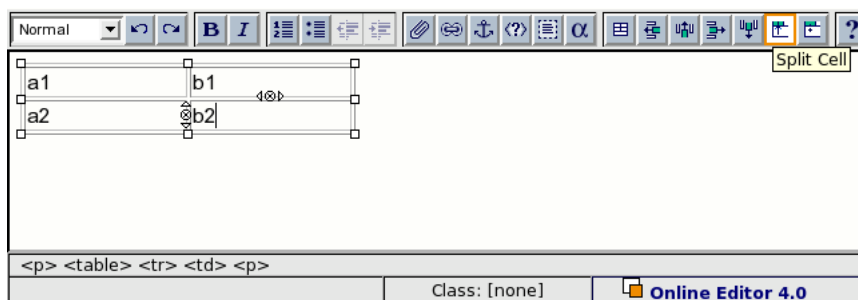 Normal B I α ?
Split Cell
a1 b1
a2 b2
<p> <table> <tr> <td> <p>
Class: [none] Online Editor 4.0